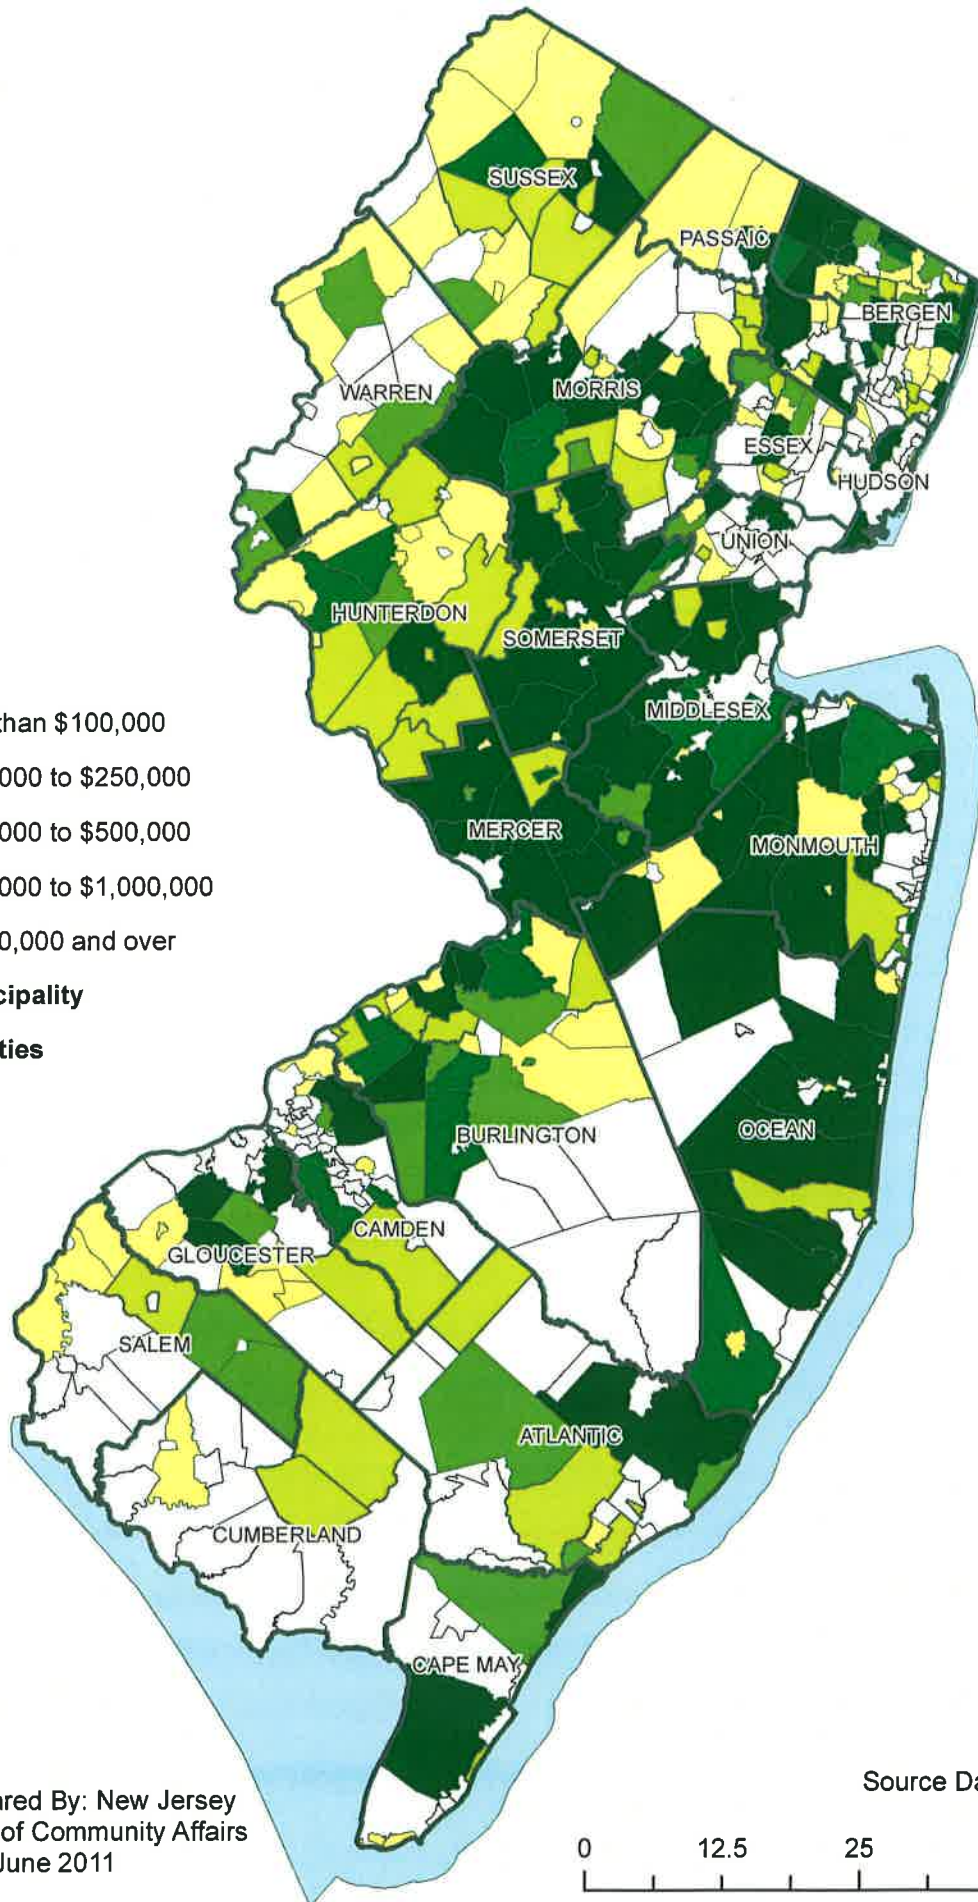 SUSSEX
PASSAIC
BERGEN
WARREN
MORRIS
ESSEX
HUDSON
UNION
HUNTERDON
SOMERSET
MIDDLESEX
than $100,000
000 to $250,000
000 to $500,000
000 to $1,000,000
0,000 and over
cipality
ties
MERCER
MONMOUTH
BURLINGTON
OCEAN
CAMDEN
GLOUCESTER
SALEM
ATLANTIC
CUMBERLAND
CAPE MAY
Source Da
ared By: New Jersey
of Community Affairs
June 2011
0 12.5 25